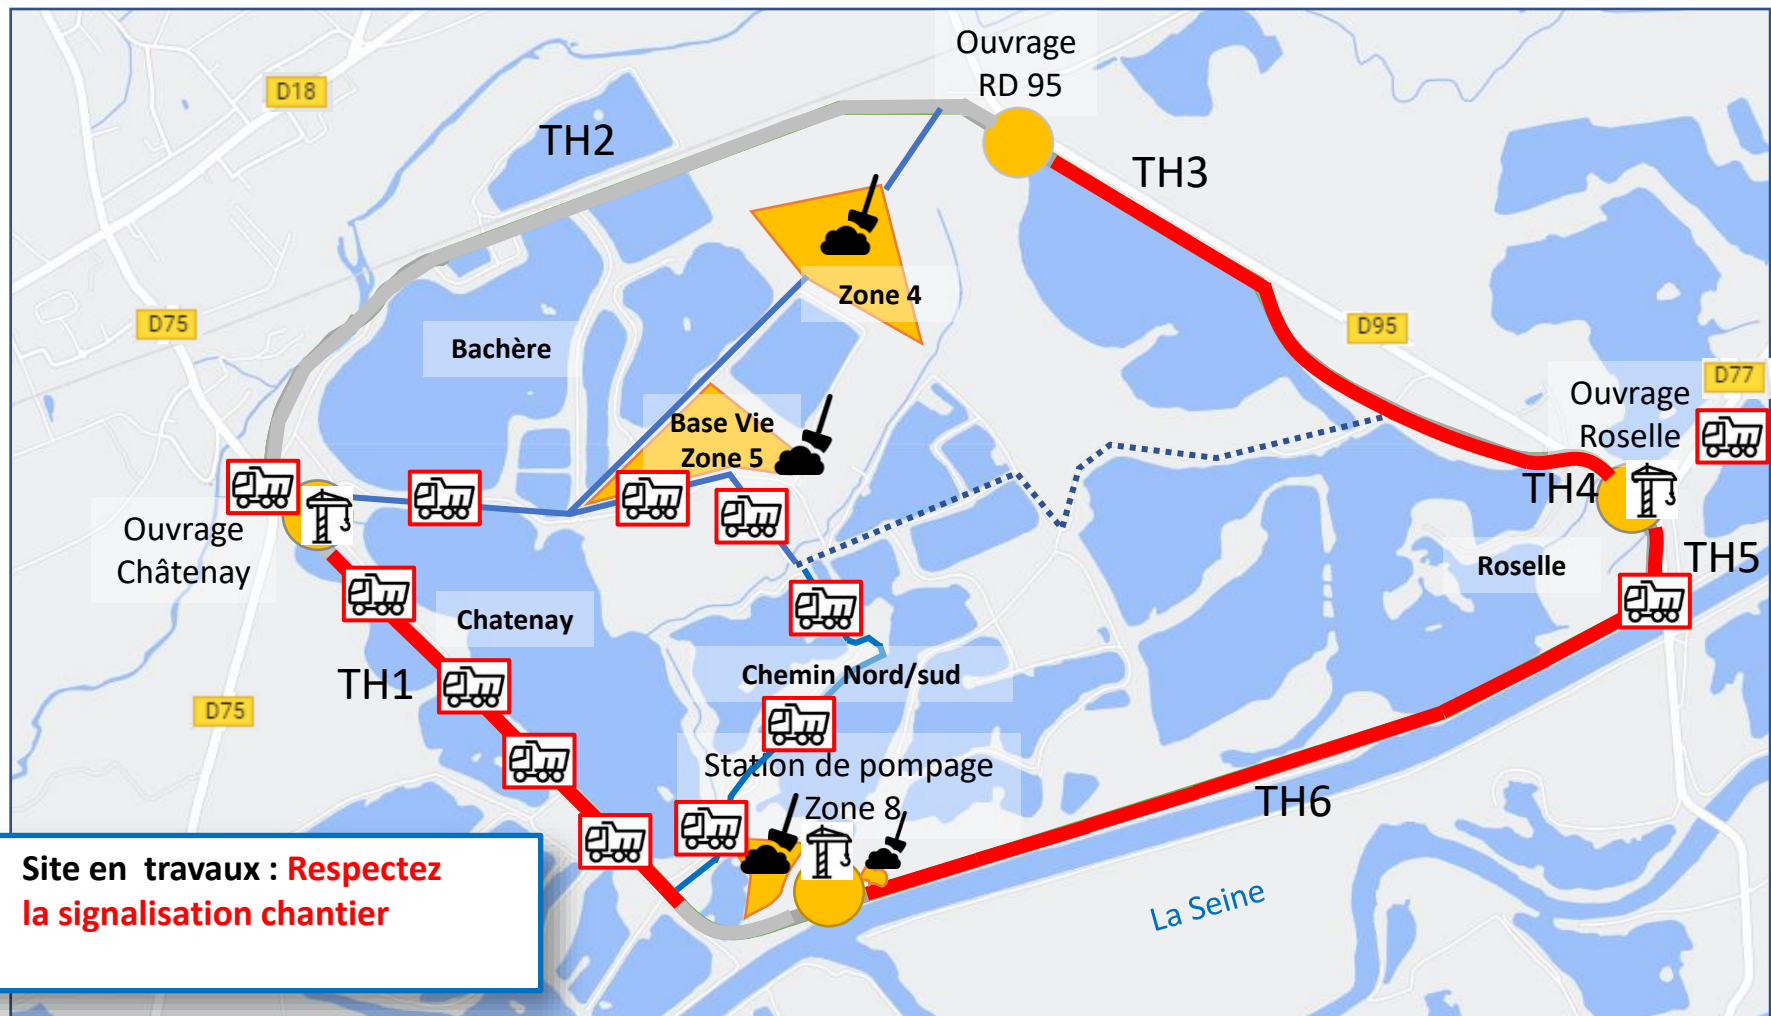 Ouvrage
RD 95
D18
TH2
TH3
Zone 4
D75
D95
Bachère
D77
Ouvrage
Roselle
Base Vie
Zone 5
TH4
Ouvrage
Châtenay
TH5
Roselle
Chatenay
Chemin Nord/sud
TH1
D75
Station de pompage
Zone 8
TH6
Site en travaux : Respectez
la signalisation chantier
La Seine